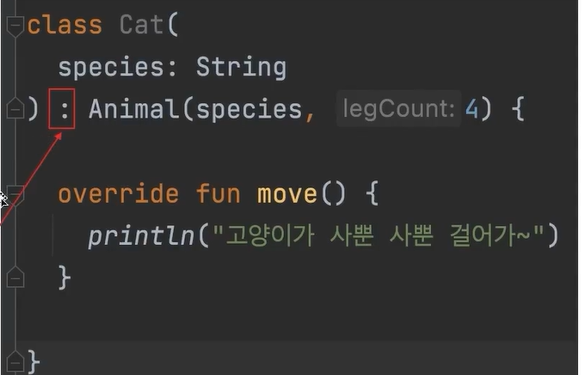 class Cat(
species: String
) : Animal(species, legCount: 4) {
override fun move() {
println("고양이가 사뿐 사뿐 걸어가~")
}
}